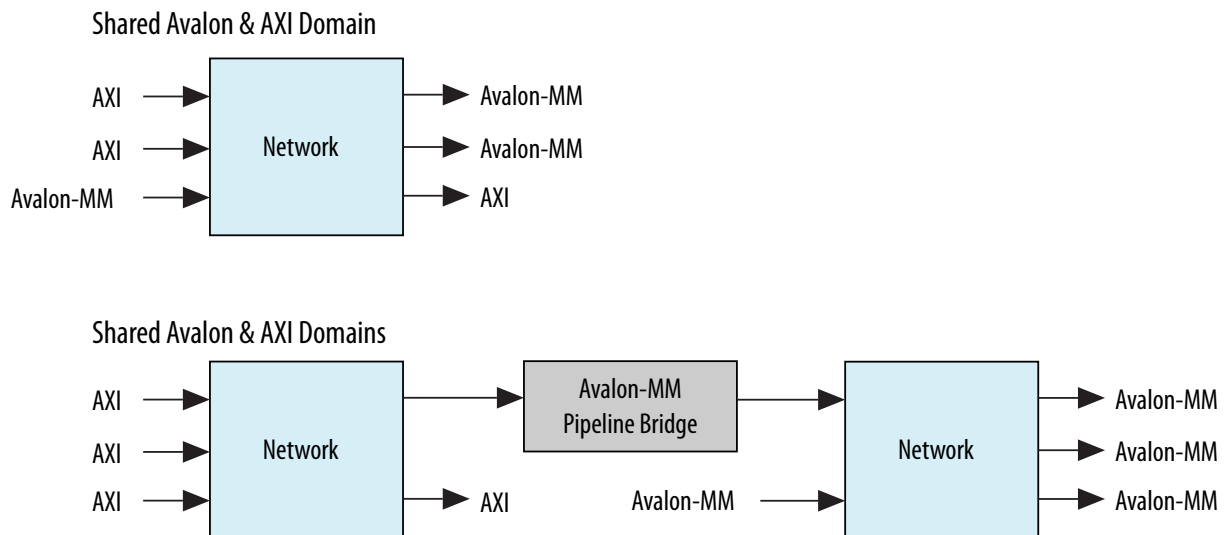 Shared Avalon & AXI Domain
AXI
Avalon-MM
AXI
Network
Avalon-MM
Avalon-MM
AXI
Shared Avalon & AXI Domains
AXI
Avalon-MM
Pipeline Bridge
Avalon-MM
AXI
Network
Network
Avalon-MM
AXI
AXI
Avalon-MM
Avalon-MM